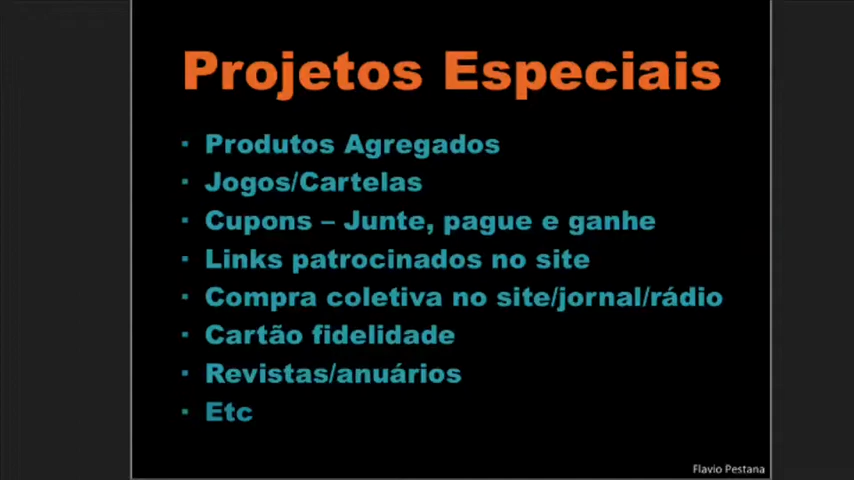 Projetos Especiais
▪ Produtos Agregados
▪ Jogos/Cartelas
▪ Cupons – Junte, pague e ganhe
▪ Links patrocinados no site
▪ Compra coletiva no site/jornal/rádio
▪ Cartão fidelidade
▪ Revistas/anuários
▪ Etc
Flavio Pestana